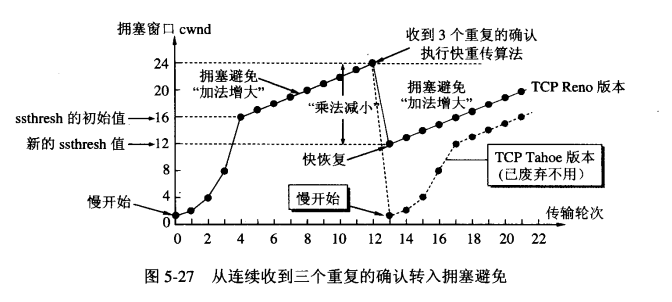 拥塞窗口 cwnd
收到 3 个重复的确认
执行快重传算法
24
20
16
12
8
4
0
拥塞避免
“加法增大”
“乘法减小”
拥塞避免
“加法增大”
TCP Reno 版本
ssthresh 的初始值
新的 ssthresh 值
快恢复
TCP Tahoe 版本
(已废弃不用)
慢开始
慢开始
0 2 4 6 8 10 12 14 16 18 20 22
传输轮次
图 5-27 从连续收到三个重复的确认转入拥塞避免